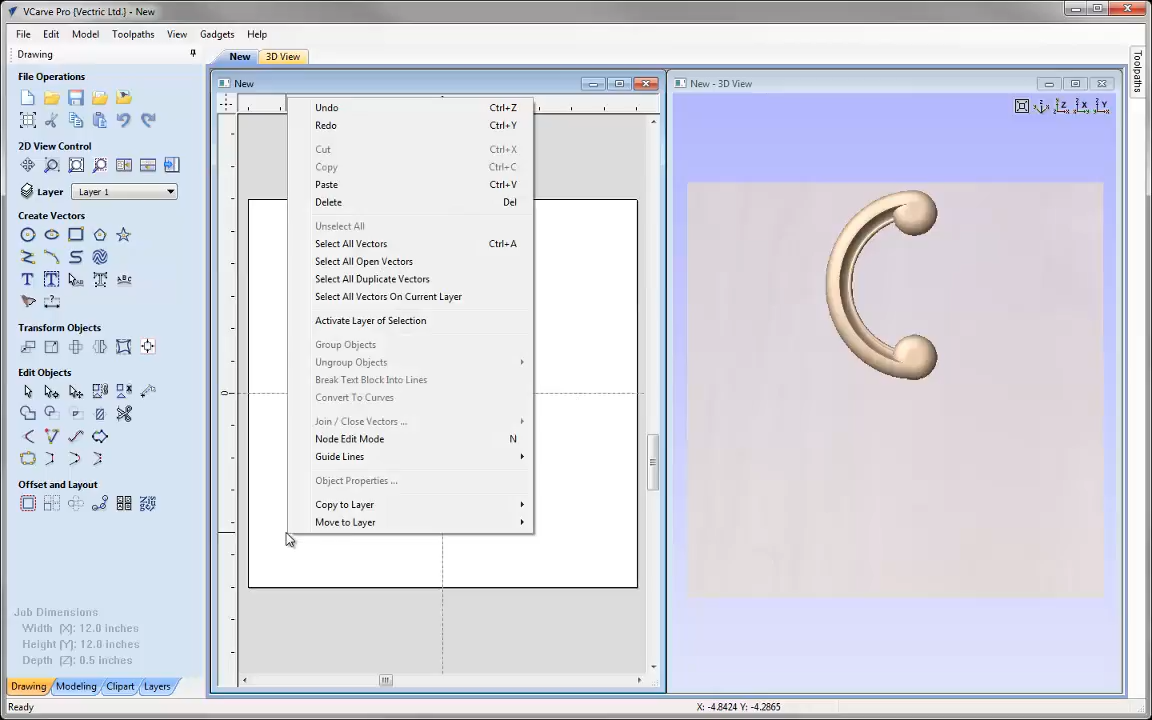 VCarve Pro {Vectric Ltd.} - New
File Edit Model Toolpaths View Gadgets Help
Drawing
New 3D View
File Operations
2D View Control
Layer Layer 1
Create Vectors
Transform Objects
Edit Objects
Offset and Layout
Job Dimensions
Width (X): 12.0 inches
Height (Y): 12.0 inches
Depth (Z): 0.5 inches
Drawing Modeling Clipart Layers
New
0
Undo Ctrl+Z
Redo Ctrl+Y
Cut Ctrl+X
Copy Ctrl+C
Paste Ctrl+V
Delete Del
Unselect All
Select All Vectors Ctrl+A
Select All Open Vectors
Select All Duplicate Vectors
Select All Vectors On Current Layer
Activate Layer of Selection
Group Objects
Ungroup Objects
Break Text Block Into Lines
Convert To Curves
Join / Close Vectors ...
Node Edit Mode N
Guide Lines
Object Properties ...
Copy to Layer
Move to Layer
New - 3D View
Toolpaths
Ready
X: -4.8424 Y: -4.2865